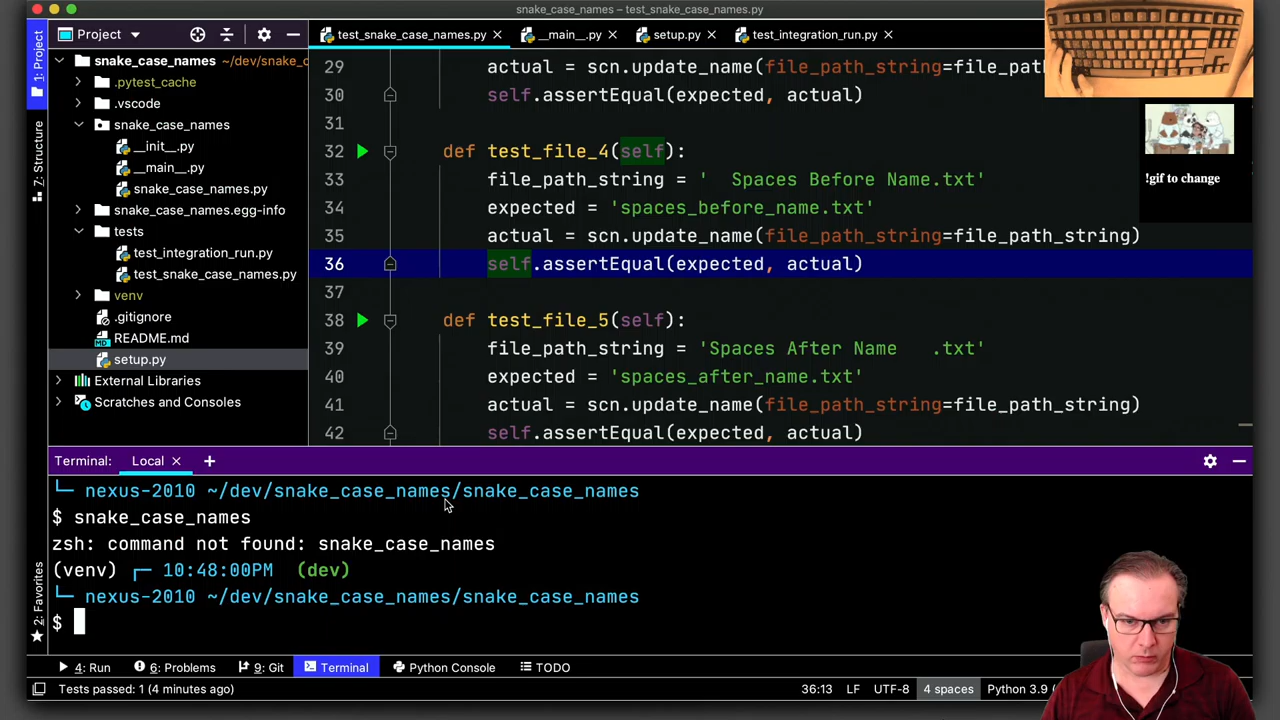 snake_case_names – test_snake_case_names.py
1: Project
7: Structure
2: Favorites
Project
test_snake_case_names.py
__main__.py
setup.py
test_integration_run.py
snake_case_names ~/dev/snake_c
.pytest_cache
.vscode
snake_case_names
__init__.py
__main__.py
snake_case_names.py
snake_case_names.egg-info
tests
test_integration_run.py
test_snake_case_names.py
venv
.gitignore
README.md
setup.py
External Libraries
Scratches and Consoles
29 actual = scn.update_name(file_path_string=file_pat
30 self.assertEqual(expected, actual)
31
32 def test_file_4(self):
33 file_path_string = '  Spaces Before Name.txt'
34 expected = 'spaces_before_name.txt'
35 actual = scn.update_name(file_path_string=file_path_string)
36 self.assertEqual(expected, actual)
37
38 def test_file_5(self):
39 file_path_string = 'Spaces After Name   .txt'
40 expected = 'spaces_after_name.txt'
41 actual = scn.update_name(file_path_string=file_path_string)
42 self.assertEqual(expected, actual)
!gif to change
Terminal: Local +
└─ nexus-2010 ~/dev/snake_case_names/snake_case_names
$ snake_case_names
zsh: command not found: snake_case_names
(venv) ┌─ 10:48:00PM (dev)
└─ nexus-2010 ~/dev/snake_case_names/snake_case_names
$
4: Run
6: Problems
9: Git
Terminal
Python Console
TODO
Tests passed: 1 (4 minutes ago)
36:13 LF UTF-8 4 spaces Python 3.9